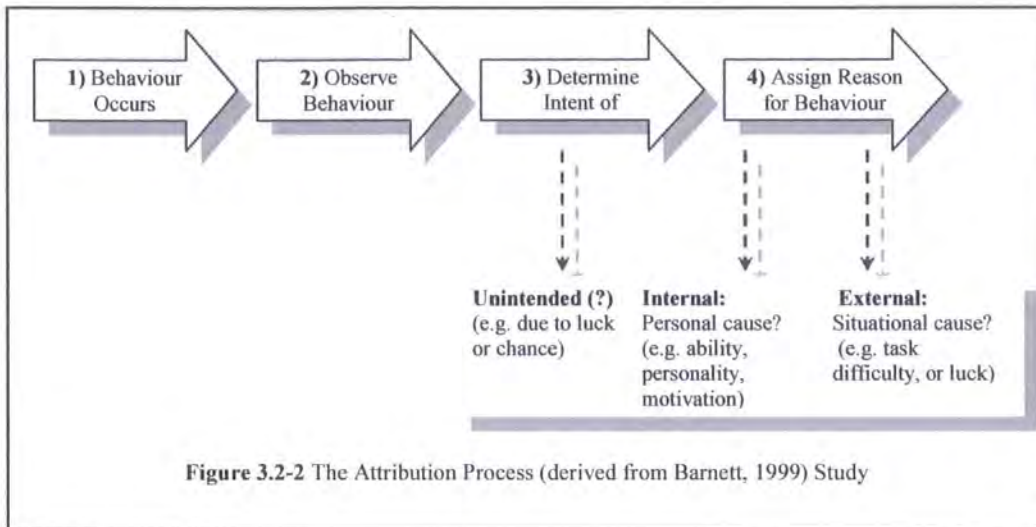 1) Behaviour
Occurs
2) Observe
Behaviour
3) Determine
Intent of
4) Assign Reason
for Behaviour
Unintended (?)
(e.g. due to luck
or chance)
Internal:
Personal cause?
(e.g. ability,
personality,
motivation)
External:
Situational cause?
(e.g. task
difficulty, or luck)
Figure 3.2-2 The Attribution Process (derived from Barnett, 1999) Study